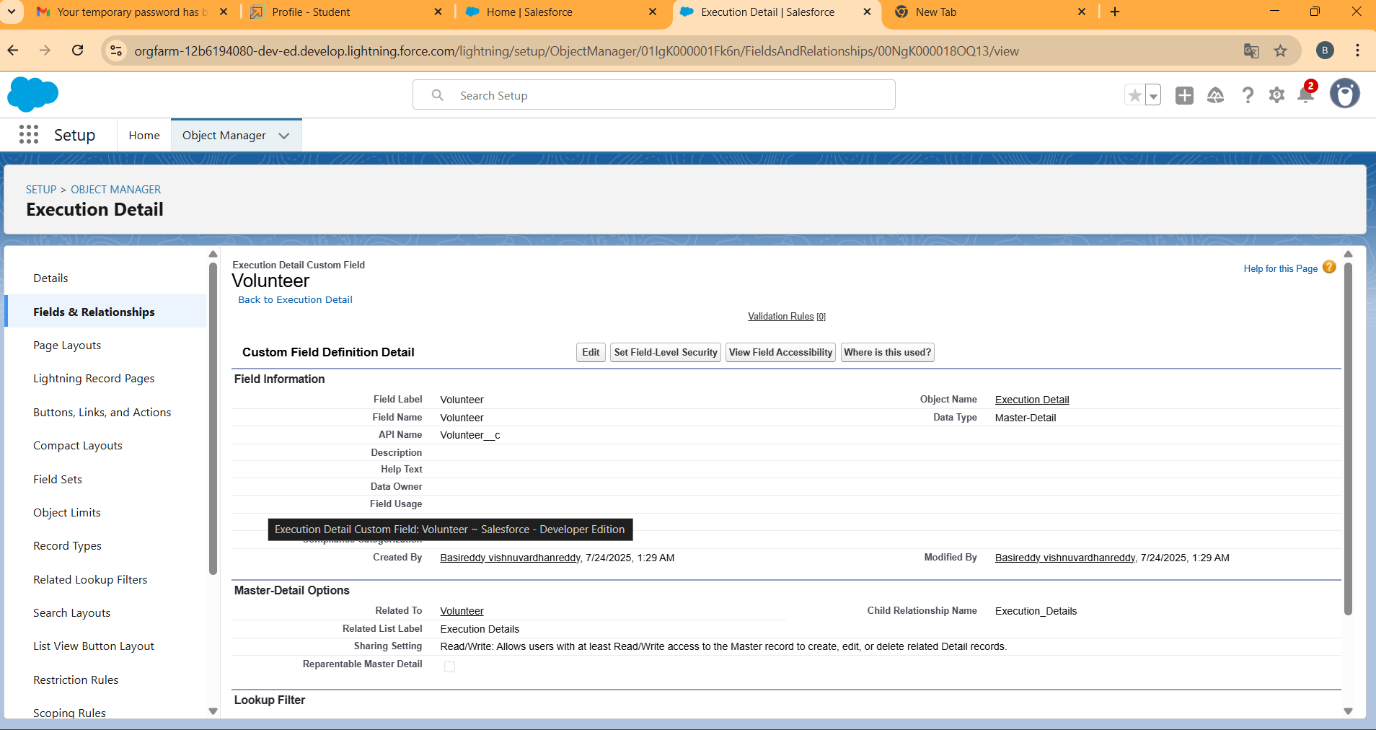 Your temporary password has b
Profile - Student
Home | Salesforce
Execution Detail | Salesforce
New Tab
orgfarm-12b6194080-dev-ed.develop.lightning.force.com/lightning/setup/ObjectManager/01IgK000001Fk6n/FieldsAndRelationships/00NgK000018OQ13/view
B
Search Setup
2
Setup
Home
Object Manager
SETUP > OBJECT MANAGER
Execution Detail
Details
Fields & Relationships
Page Layouts
Lightning Record Pages
Buttons, Links, and Actions
Compact Layouts
Field Sets
Object Limits
Record Types
Related Lookup Filters
Search Layouts
List View Button Layout
Restriction Rules
Scoping Rules
Execution Detail Custom Field
Volunteer
Back to Execution Detail
Help for this Page ?
Validation Rules [0]
Custom Field Definition Detail
Edit Set Field-Level Security View Field Accessibility Where is this used?
Field Information
Field Label Volunteer Object Name Execution Detail
Field Name Volunteer Data Type Master-Detail
API Name Volunteer__c
Description
Help Text
Data Owner
Field Usage
Execution Detail Custom Field: Volunteer ~ Salesforce - Developer Edition
Compliance Categorization
Created By Basireddy vishnuvardhanreddy, 7/24/2025, 1:29 AM Modified By Basireddy vishnuvardhanreddy, 7/24/2025, 1:29 AM
Master-Detail Options
Related To Volunteer Child Relationship Name Execution_Details
Related List Label Execution Details
Sharing Setting Read/Write: Allows users with at least Read/Write access to the Master record to create, edit, or delete related Detail records.
Reparentable Master Detail
Lookup Filter